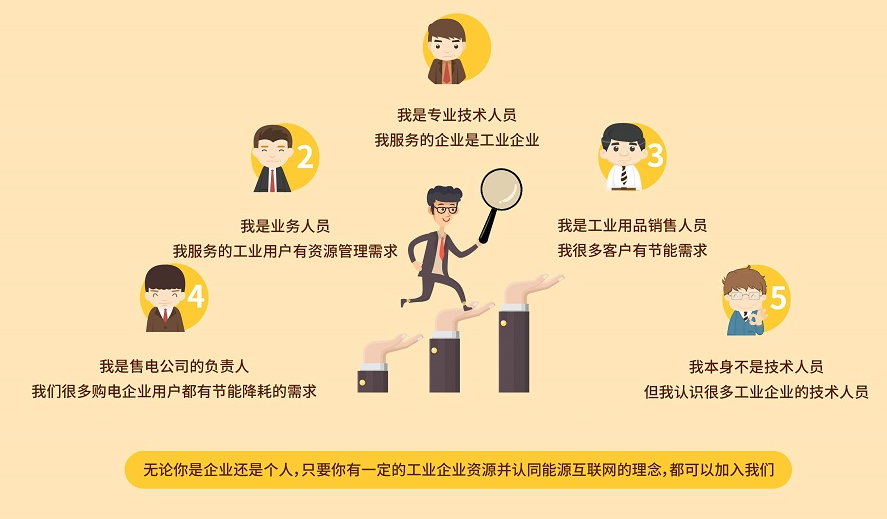 我是专业技术人员
我服务的企业是工业企业
2
我是业务人员
我服务的工业用户有资源管理需求
3
我是工业用品销售人员
我很多客户有节能需求
4
我是售电公司的负责人
我们很多购电企业用户都有节能降耗的需求
5
我本身不是技术人员
但我认识很多工业企业的技术人员
无论你是企业还是个人，只要你有一定的工业企业资源并认同能源互联网的理念，都可以加入我们